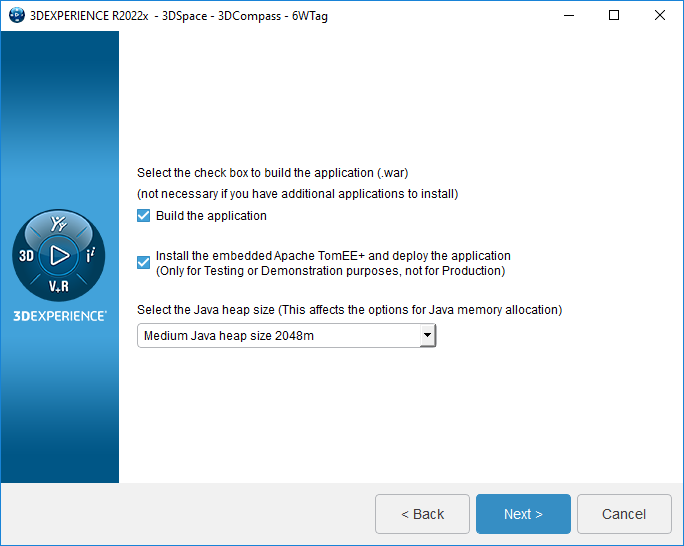 3DEXPERIENCE R2022x - 3DSpace - 3DCompass - 6WTag
Select the check box to build the application (.war)
(not necessary if you have additional applications to install)
Build the application
Install the embedded Apache TomEE+ and deploy the application
(Only for Testing or Demonstration purposes, not for Production)
Select the Java heap size (This affects the options for Java memory allocation)
Medium Java heap size 2048m
3D
i²
V+R
3DEXPERIENCE
< Back
Next >
Cancel